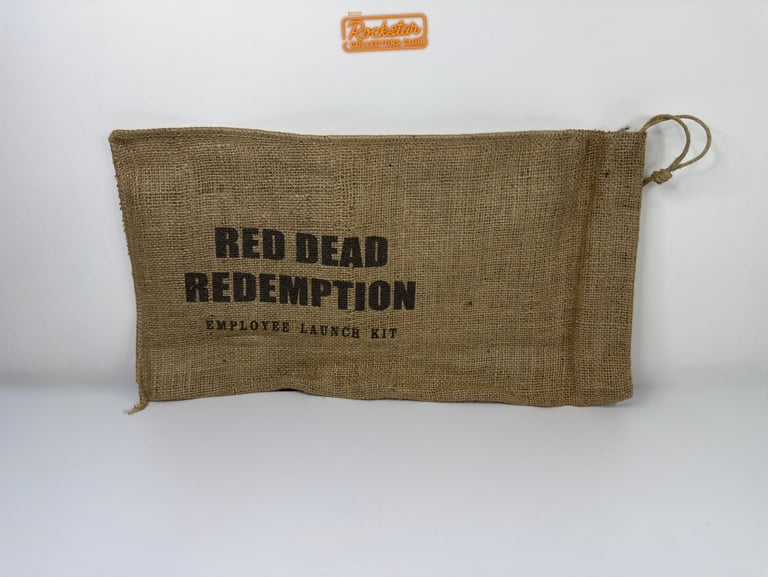 Rockstar
COLLECTORS CLUB
RED DEAD
REDEMPTION
EMPLOYEE LAUNCH KIT